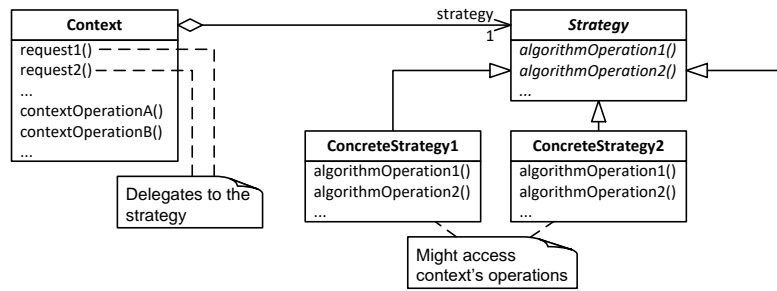 Context
request1()
request2()
...
contextOperationA()
contextOperationB()
...
strategy
1
Strategy
algorithmOperation1()
algorithmOperation2()
...
ConcreteStrategy1
algorithmOperation1()
algorithmOperation2()
...
ConcreteStrategy2
algorithmOperation1()
algorithmOperation2()
...
Delegates to the
strategy
Might access
context’s operations